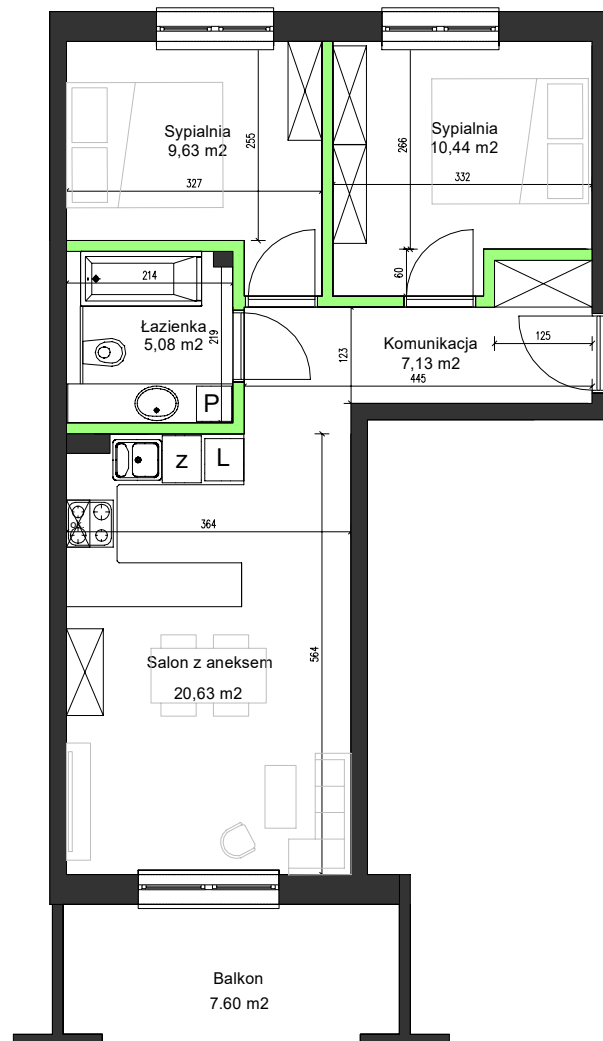 Sypialnia
9,63 m2
255
327
Sypialnia
10,44 m2
266
332
60
214
Łazienka
5,08 m2
219
P
123
Komunikacja
7,13 m2
125
445
z
L
364
564
Salon z aneksem
20,63 m2
Balkon
7.60 m2